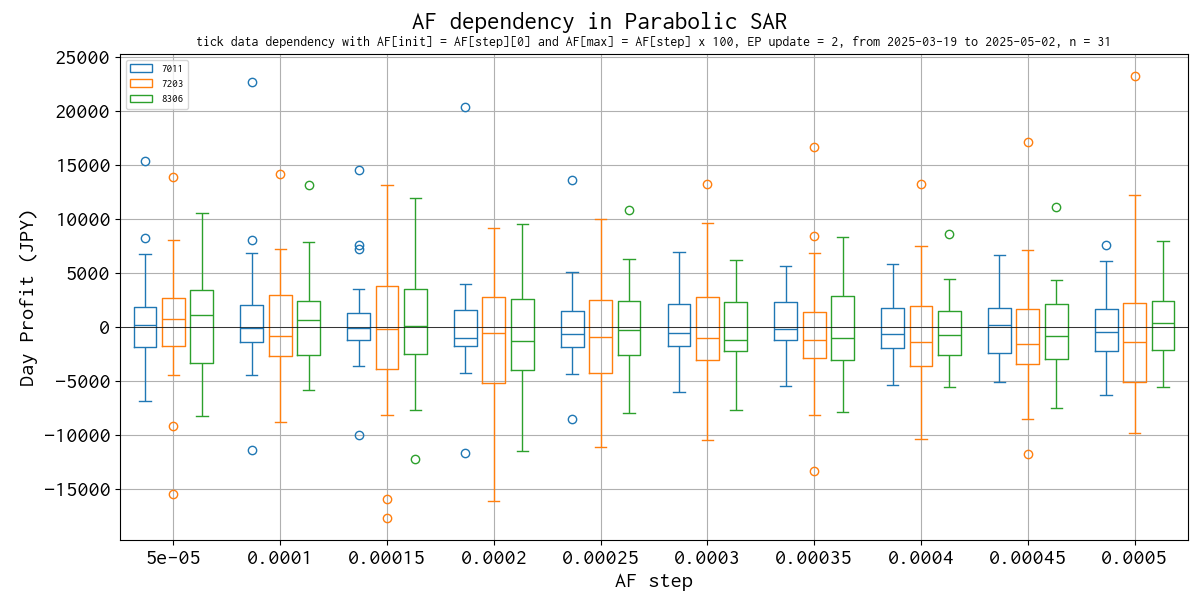 AF dependency in Parabolic SAR
tick data dependency with AF[init] = AF[step][0] and AF[max] = AF[step] x 100, EP update = 2, from 2025-03-19 to 2025-05-02, n = 31
7011
7203
8306
25000
20000
15000
10000
5000
0
−5000
−10000
−15000
Day Profit (JPY)
5e-05 0.0001 0.00015 0.0002 0.00025 0.0003 0.00035 0.0004 0.00045 0.0005
AF step